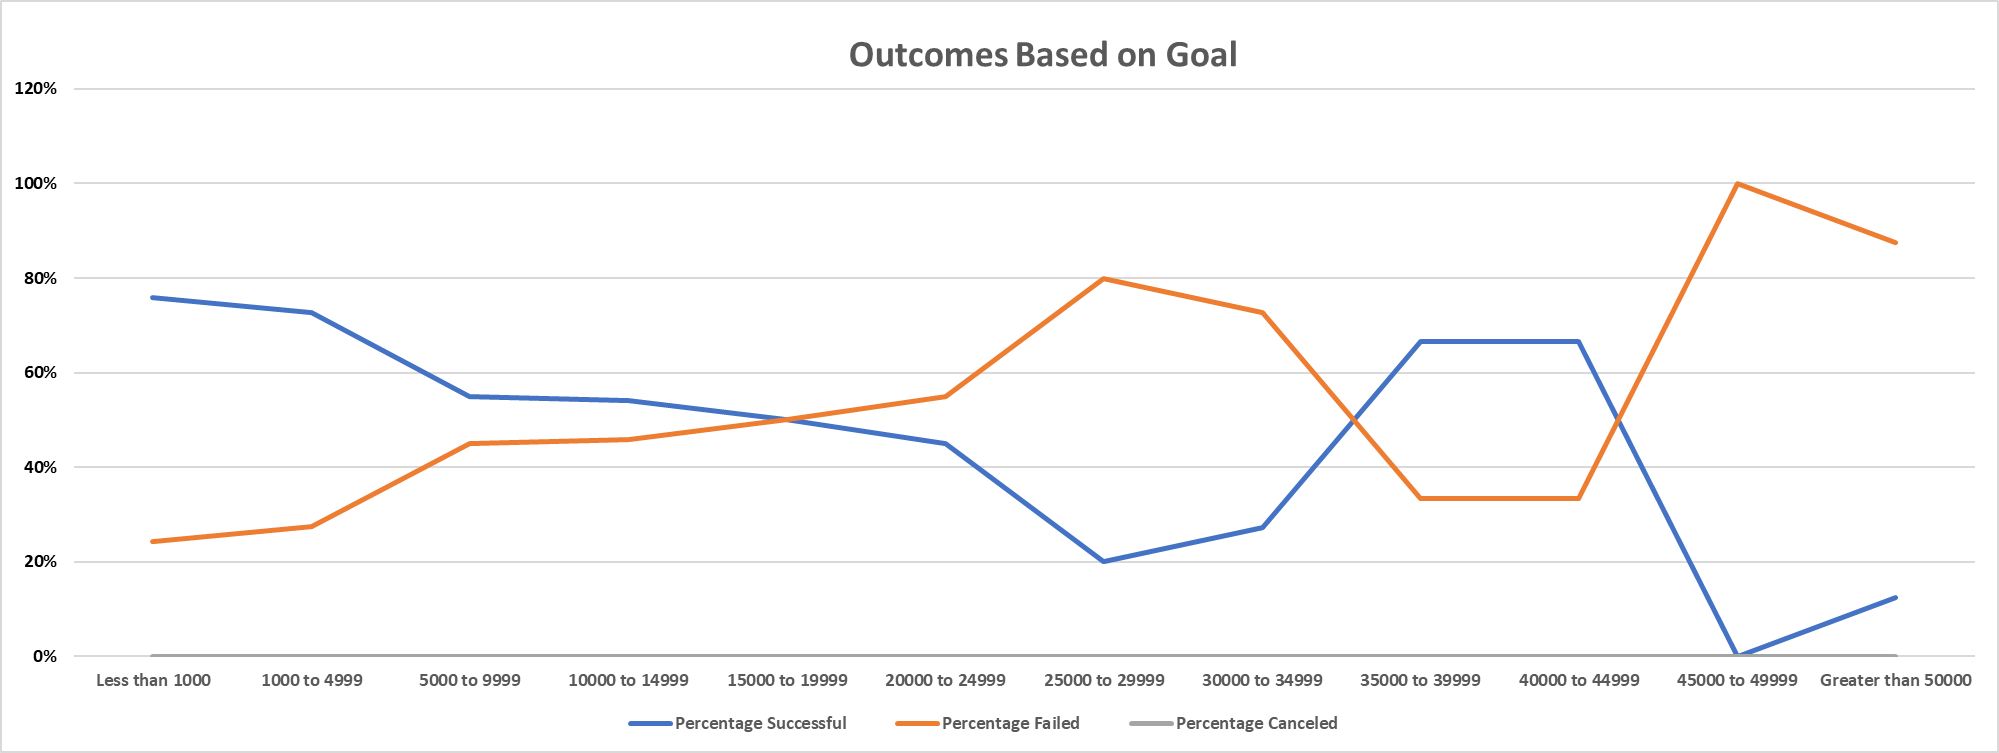 Outcomes Based on Goal
120%
100%
80%
60%
40%
20%
0%
Less than 1000 1000 to 4999 5000 to 9999 10000 to 14999 15000 to 19999 20000 to 24999 25000 to 29999 30000 to 34999 35000 to 39999 40000 to 44999 45000 to 49999 Greater than 50000
Percentage Successful Percentage Failed Percentage Canceled